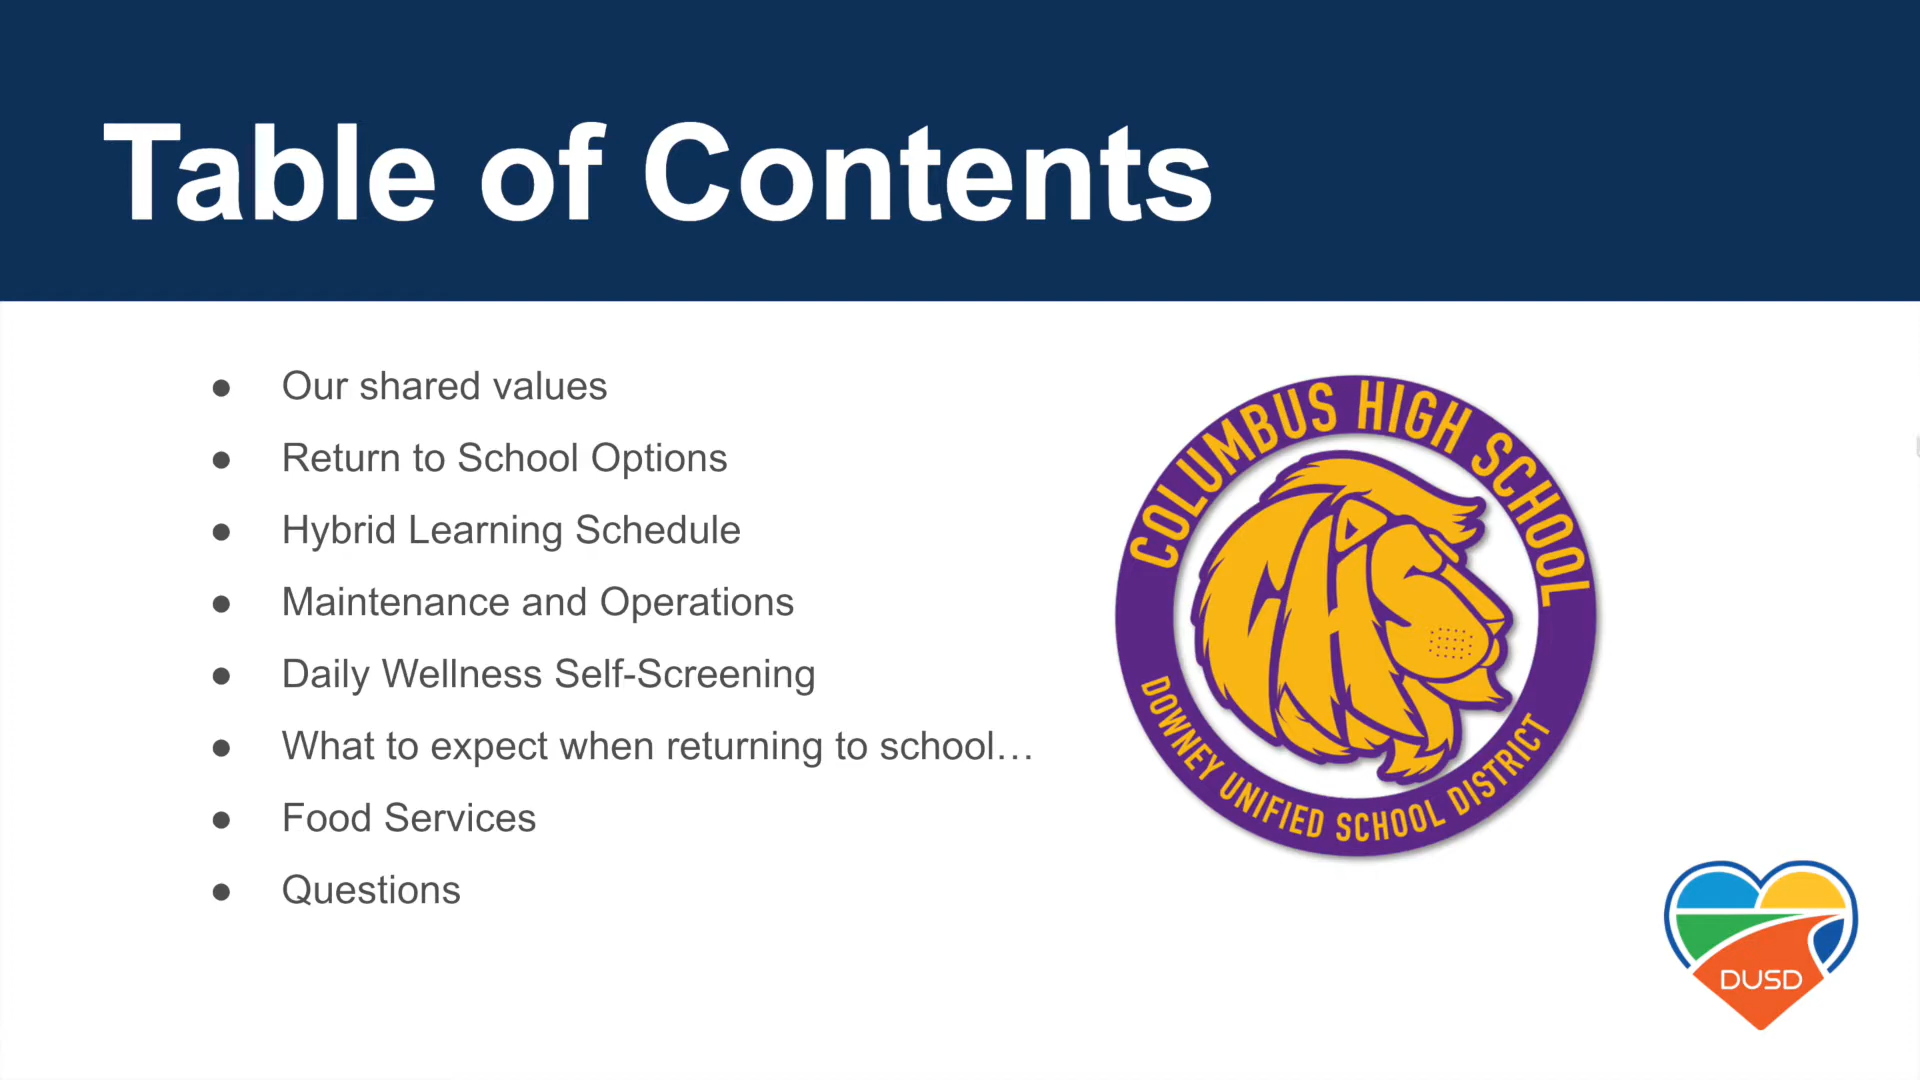 Table of Contents
● Our shared values
● Return to School Options
● Hybrid Learning Schedule
● Maintenance and Operations
● Daily Wellness Self-Screening
● What to expect when returning to school…
● Food Services
● Questions
COLUMBUS HIGH SCHOOL
CHS
DOWNEY UNIFIED SCHOOL DISTRICT
DUSD